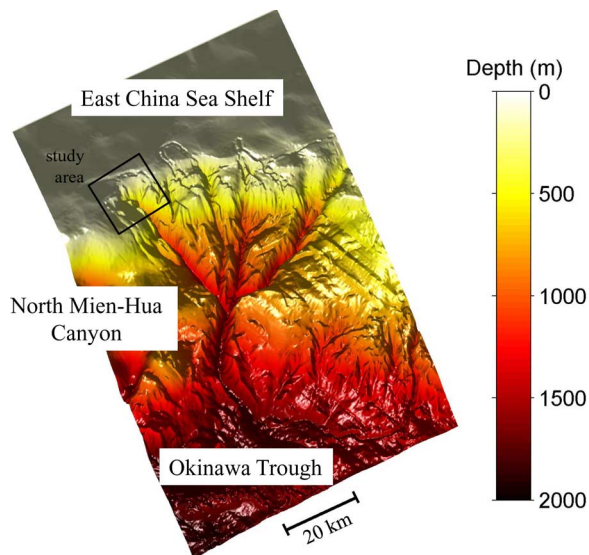 East China Sea Shelf
Depth (m)
0
study
area
500
North Mien-Hua
Canyon
1000
1500
Okinawa Trough
2000
20 km